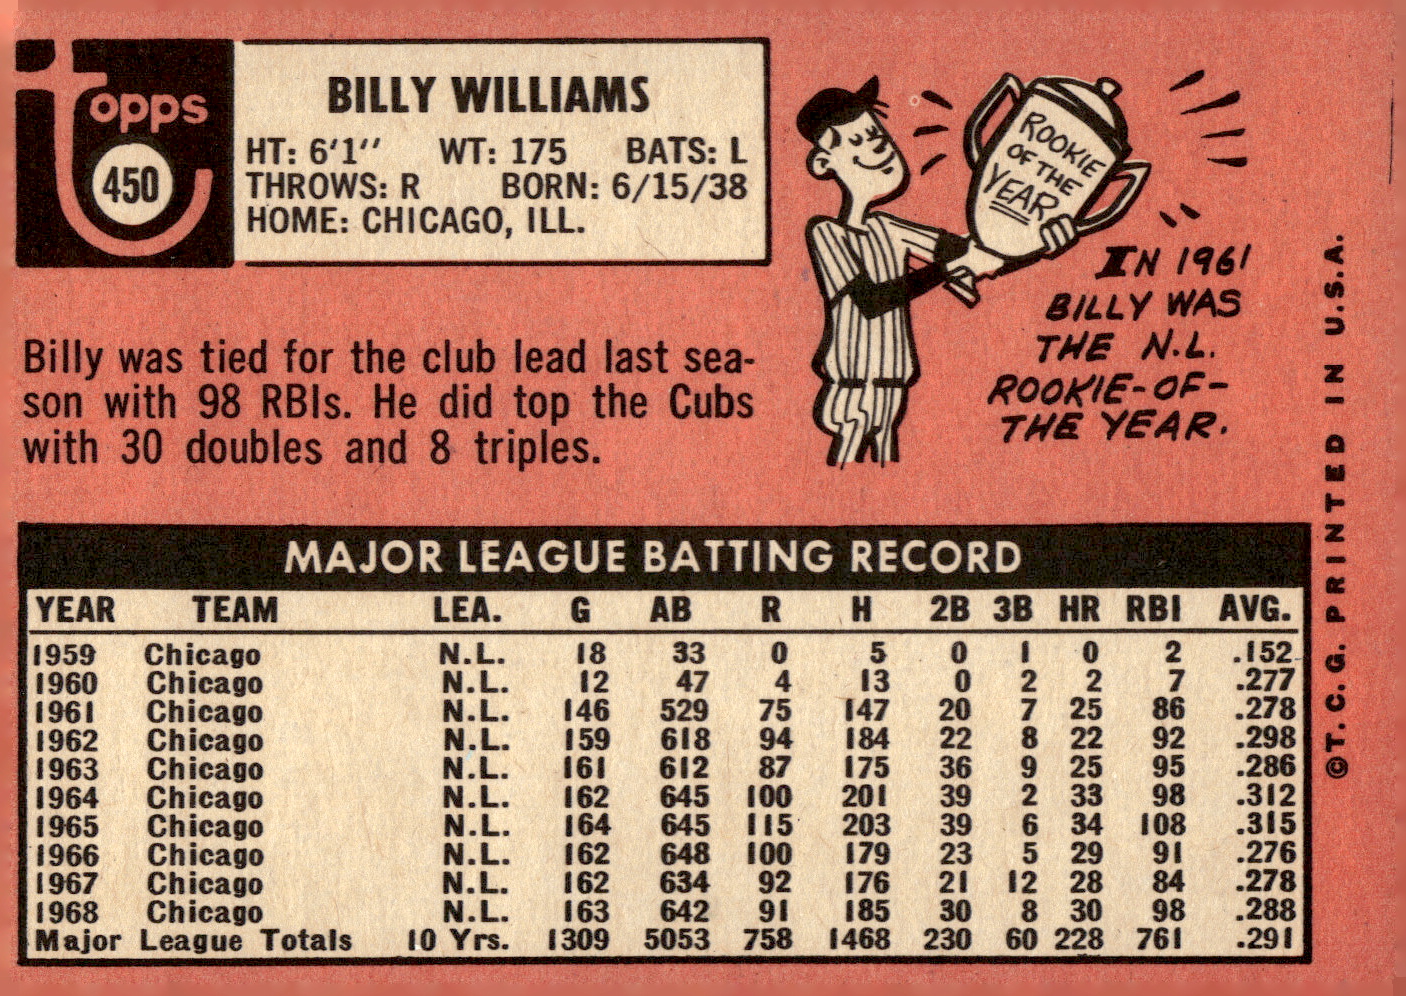 Topps
450
BILLY WILLIAMS
HT: 6'1'' WT: 175 BATS: L
THROWS: R BORN: 6/15/38
HOME: CHICAGO, ILL.
ROOKIE
OF THE
YEAR
IN 1961
BILLY WAS
THE N.L.
ROOKIE-OF-
THE YEAR.
Billy was tied for the club lead last sea-
son with 98 RBIs. He did top the Cubs
with 30 doubles and 8 triples.
MAJOR LEAGUE BATTING RECORD
YEAR TEAM LEA. G AB R H 2B 3B HR RBI AVG.
1959 Chicago N.L. 18 33 0 5 0 1 0 2 .152
1960 Chicago N.L. 12 47 4 13 0 2 2 7 .277
1961 Chicago N.L. 146 529 75 147 20 7 25 86 .278
1962 Chicago N.L. 159 618 94 184 22 8 22 92 .298
1963 Chicago N.L. 161 612 87 175 36 9 25 95 .286
1964 Chicago N.L. 162 645 100 201 39 2 33 98 .312
1965 Chicago N.L. 164 645 115 203 39 6 34 108 .315
1966 Chicago N.L. 162 648 100 179 23 5 29 91 .276
1967 Chicago N.L. 162 634 92 176 21 12 28 84 .278
1968 Chicago N.L. 163 642 91 185 30 8 30 98 .288
Major League Totals 10 Yrs. 1309 5053 758 1468 230 60 228 761 .291
©T.C.G. PRINTED IN U.S.A.